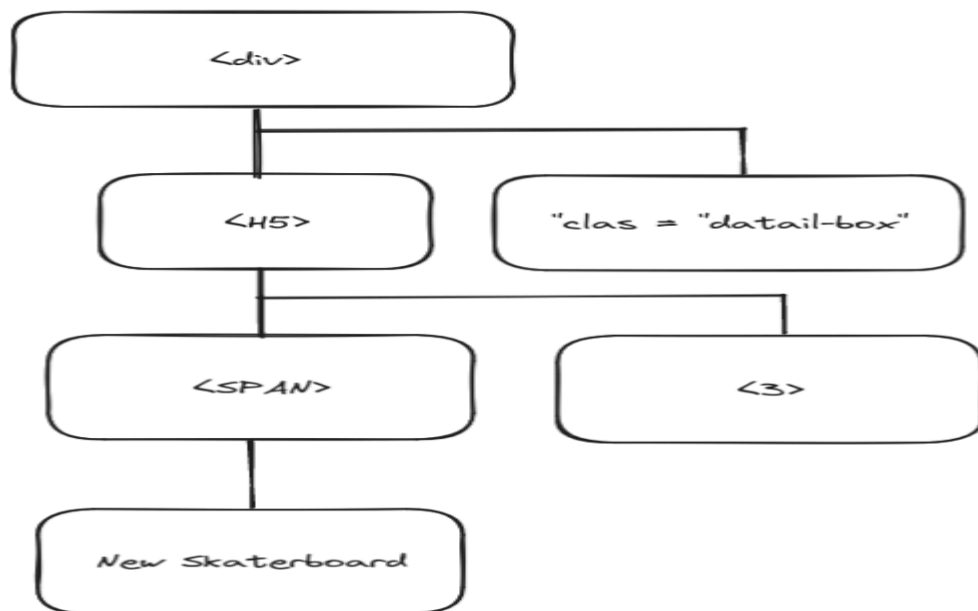 <div>
<H5>
"clas = "datail-box"
<SPAN>
<3>
New Skaterboard